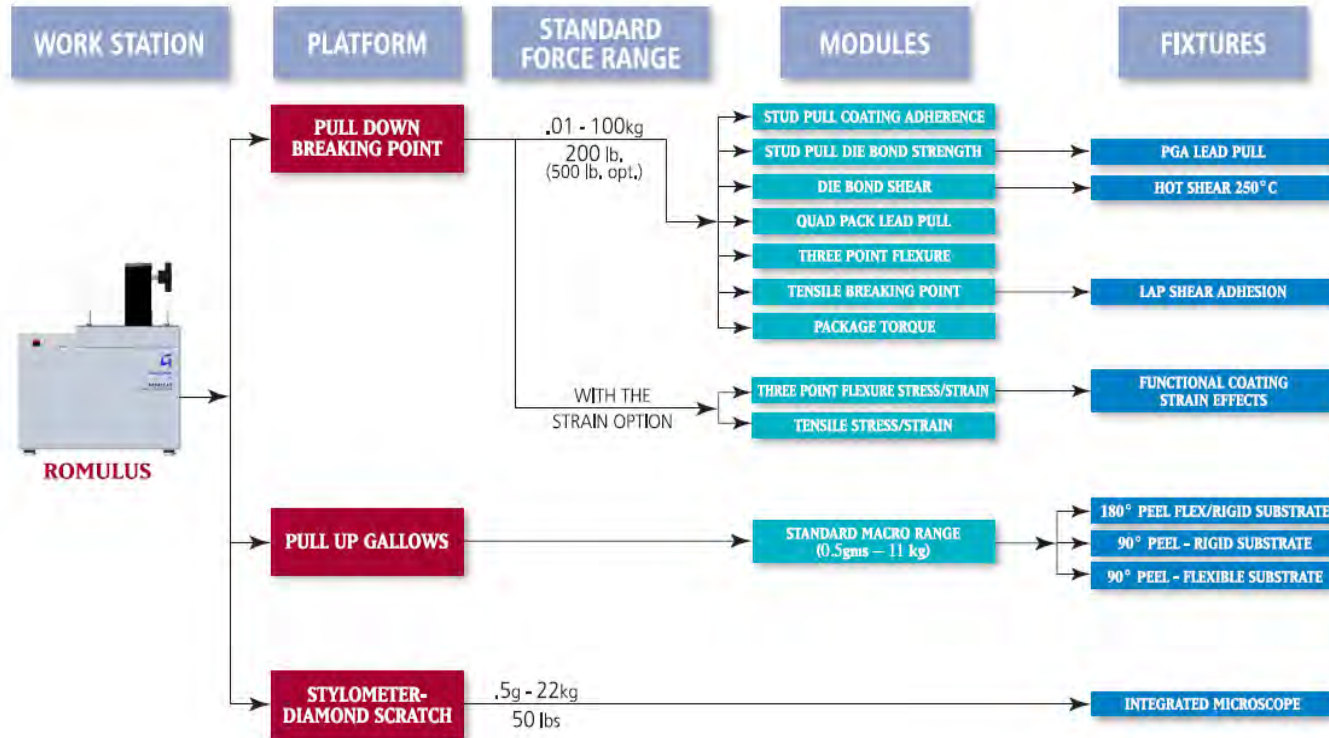 WORK STATION
PLATFORM
STANDARD
FORCE RANGE
MODULES
FIXTURES
PULL DOWN
BREAKING POINT
.01 - 100kg
200 lb.
(500 lb. opt.)
STUD PULL COATING ADHERENCE
STUD PULL DIE BOND STRENGTH
PGA LEAD PULL
DIE BOND SHEAR
HOT SHEAR 250°C
QUAD PACK LEAD PULL
THREE POINT FLEXURE
TENSILE BREAKING POINT
LAP SHEAR ADHESION
PACKAGE TORQUE
WITH THE
STRAIN OPTION
THREE POINT FLEXURE STRESS/STRAIN
FUNCTIONAL COATING
STRAIN EFFECTS
TENSILE STRESS/STRAIN
ROMULUS
PULL UP GALLOWS
STANDARD MACRO RANGE
(0.5gms – 11 kg)
180° PEEL FLEX/RIGID SUBSTRATE
90° PEEL – RIGID SUBSTRATE
90° PEEL – FLEXIBLE SUBSTRATE
STYLOMETER-
DIAMOND SCRATCH
.5g - 22kg
50 lbs
INTEGRATED MICROSCOPE